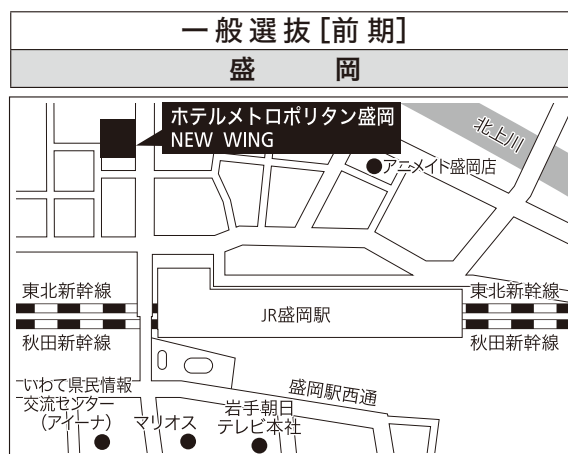 一般選抜［前期］
盛　岡
ホテルメトロポリタン盛岡
NEW WING
北上川
アニメイト盛岡店
東北新幹線
東北新幹線
JR盛岡駅
秋田新幹線
秋田新幹線
盛岡駅西通
いわて県民情報
交流センター
（アイーナ）
マリオス
岩手朝日
テレビ本社